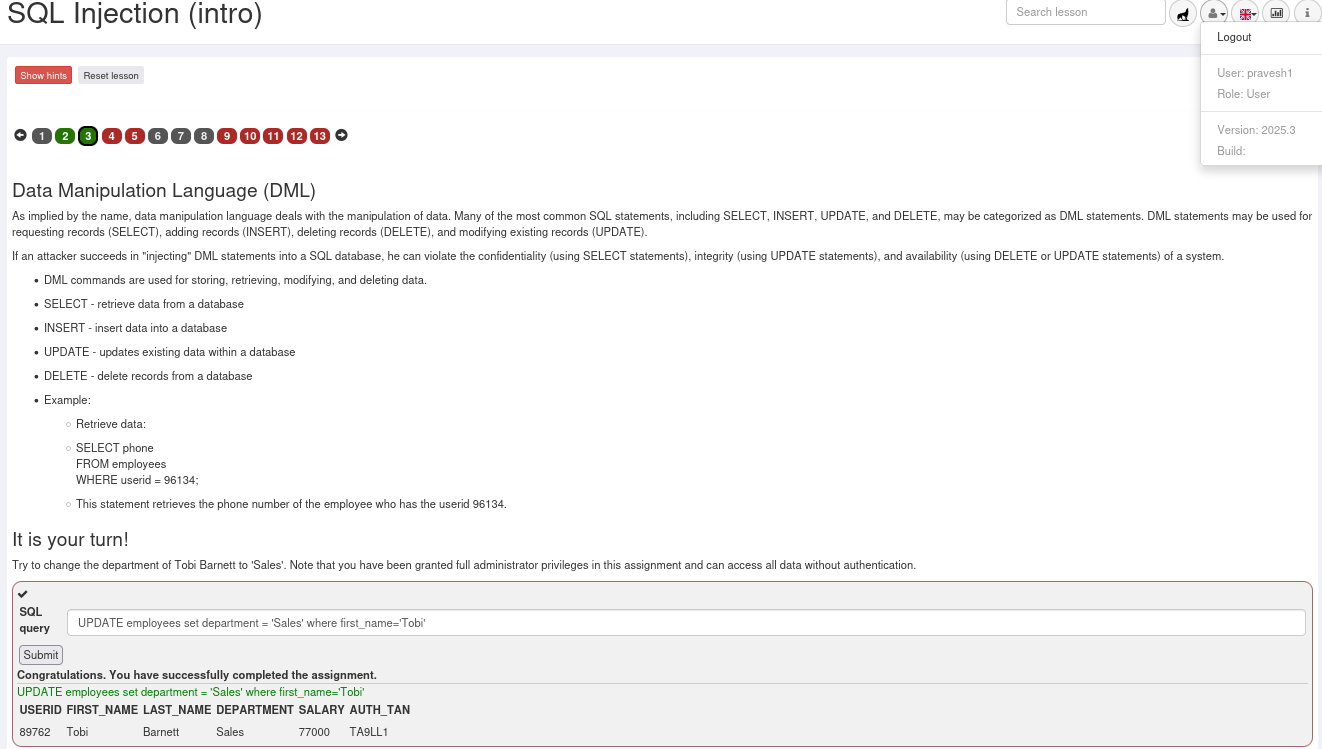 SQL Injection (intro)
Search lesson
Logout
User: pravesh1
Role: User
Version: 2025.3
Build:
Show hints Reset lesson
1 2 3 4 5 6 7 8 9 10 11 12 13
Data Manipulation Language (DML)
As implied by the name, data manipulation language deals with the manipulation of data. Many of the most common SQL statements, including SELECT, INSERT, UPDATE, and DELETE, may be categorized as DML statements. DML statements may be used for
requesting records (SELECT), adding records (INSERT), deleting records (DELETE), and modifying existing records (UPDATE).
If an attacker succeeds in "injecting" DML statements into a SQL database, he can violate the confidentiality (using SELECT statements), integrity (using UPDATE statements), and availability (using DELETE or UPDATE statements) of a system.
• DML commands are used for storing, retrieving, modifying, and deleting data.
• SELECT - retrieve data from a database
• INSERT - insert data into a database
• UPDATE - updates existing data within a database
• DELETE - delete records from a database
• Example:
○ Retrieve data:
○ SELECT phone
FROM employees
WHERE userid = 96134;
○ This statement retrieves the phone number of the employee who has the userid 96134.
It is your turn!
Try to change the department of Tobi Barnett to 'Sales'. Note that you have been granted full administrator privileges in this assignment and can access all data without authentication.
✔
SQL
query
UPDATE employees set department = 'Sales' where first_name='Tobi'
Submit
Congratulations. You have successfully completed the assignment.
UPDATE employees set department = 'Sales' where first_name='Tobi'
USERID FIRST_NAME LAST_NAME DEPARTMENT SALARY AUTH_TAN
89762 Tobi Barnett Sales 77000 TA9LL1